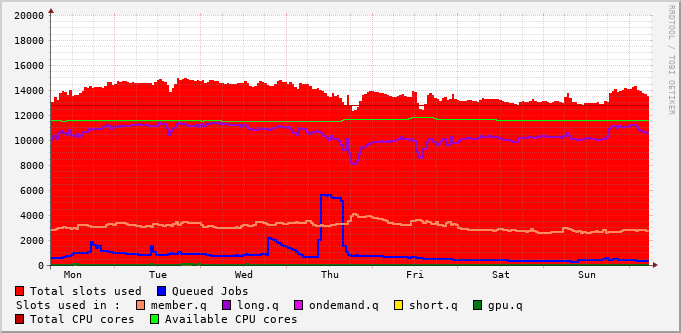 20000
18000
16000
14000
12000
10000
8000
6000
4000
2000
0
Mon Tue Wed Thu Fri Sat Sun
RRDTOOL / TOBI OETIKER
Total slots used Queued Jobs
Slots used in : member.q long.q ondemand.q short.q gpu.q
Total CPU cores Available CPU cores